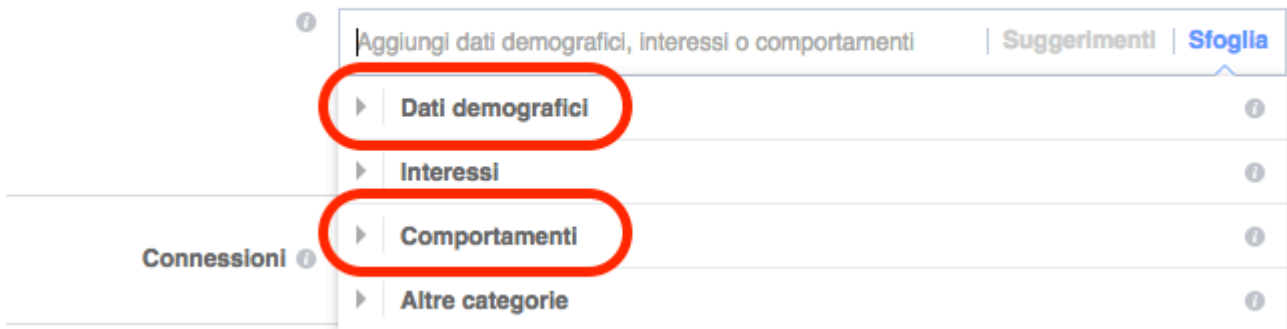 Aggiungi dati demografici, interessi o comportamenti | Suggerimenti | Sfoglia
Dati demografici
Interessi
Comportamenti
Connessioni
Altre categorie